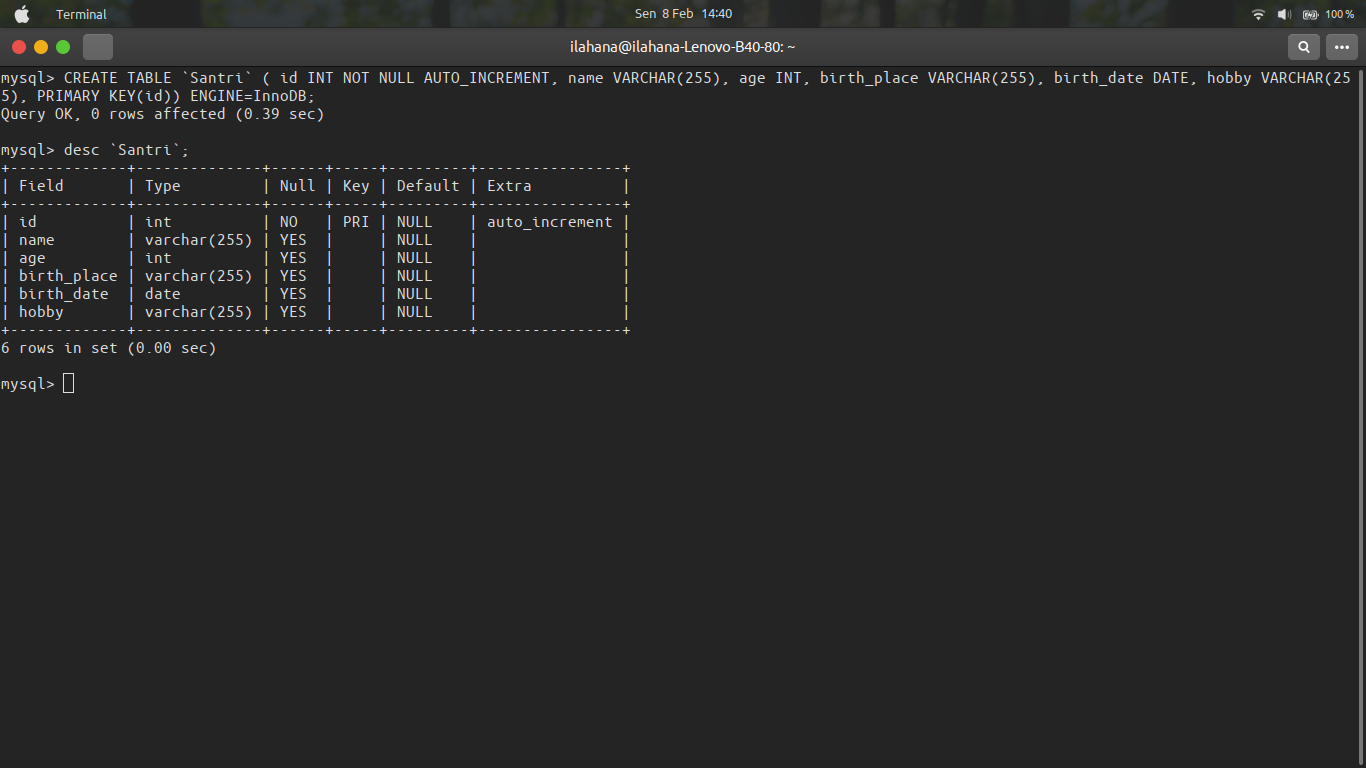 Terminal
Sen 8 Feb 14:40
100 %
ilahana@ilahana-Lenovo-B40-80: ~
mysql> CREATE TABLE `Santri` ( id INT NOT NULL AUTO_INCREMENT, name VARCHAR(255), age INT, birth_place VARCHAR(255), birth_date DATE, hobby VARCHAR(25
5), PRIMARY KEY(id)) ENGINE=InnoDB;
Query OK, 0 rows affected (0.39 sec)
mysql> desc `Santri`;
+-------------+--------------+------+-----+---------+----------------+
| Field       | Type         | Null | Key | Default | Extra          |
+-------------+--------------+------+-----+---------+----------------+
| id          | int          | NO   | PRI | NULL    | auto_increment |
| name        | varchar(255) | YES  |     | NULL    |                |
| age         | int          | YES  |     | NULL    |                |
| birth_place | varchar(255) | YES  |     | NULL    |                |
| birth_date  | date         | YES  |     | NULL    |                |
| hobby       | varchar(255) | YES  |     | NULL    |                |
+-------------+--------------+------+-----+---------+----------------+
6 rows in set (0.00 sec)
mysql>